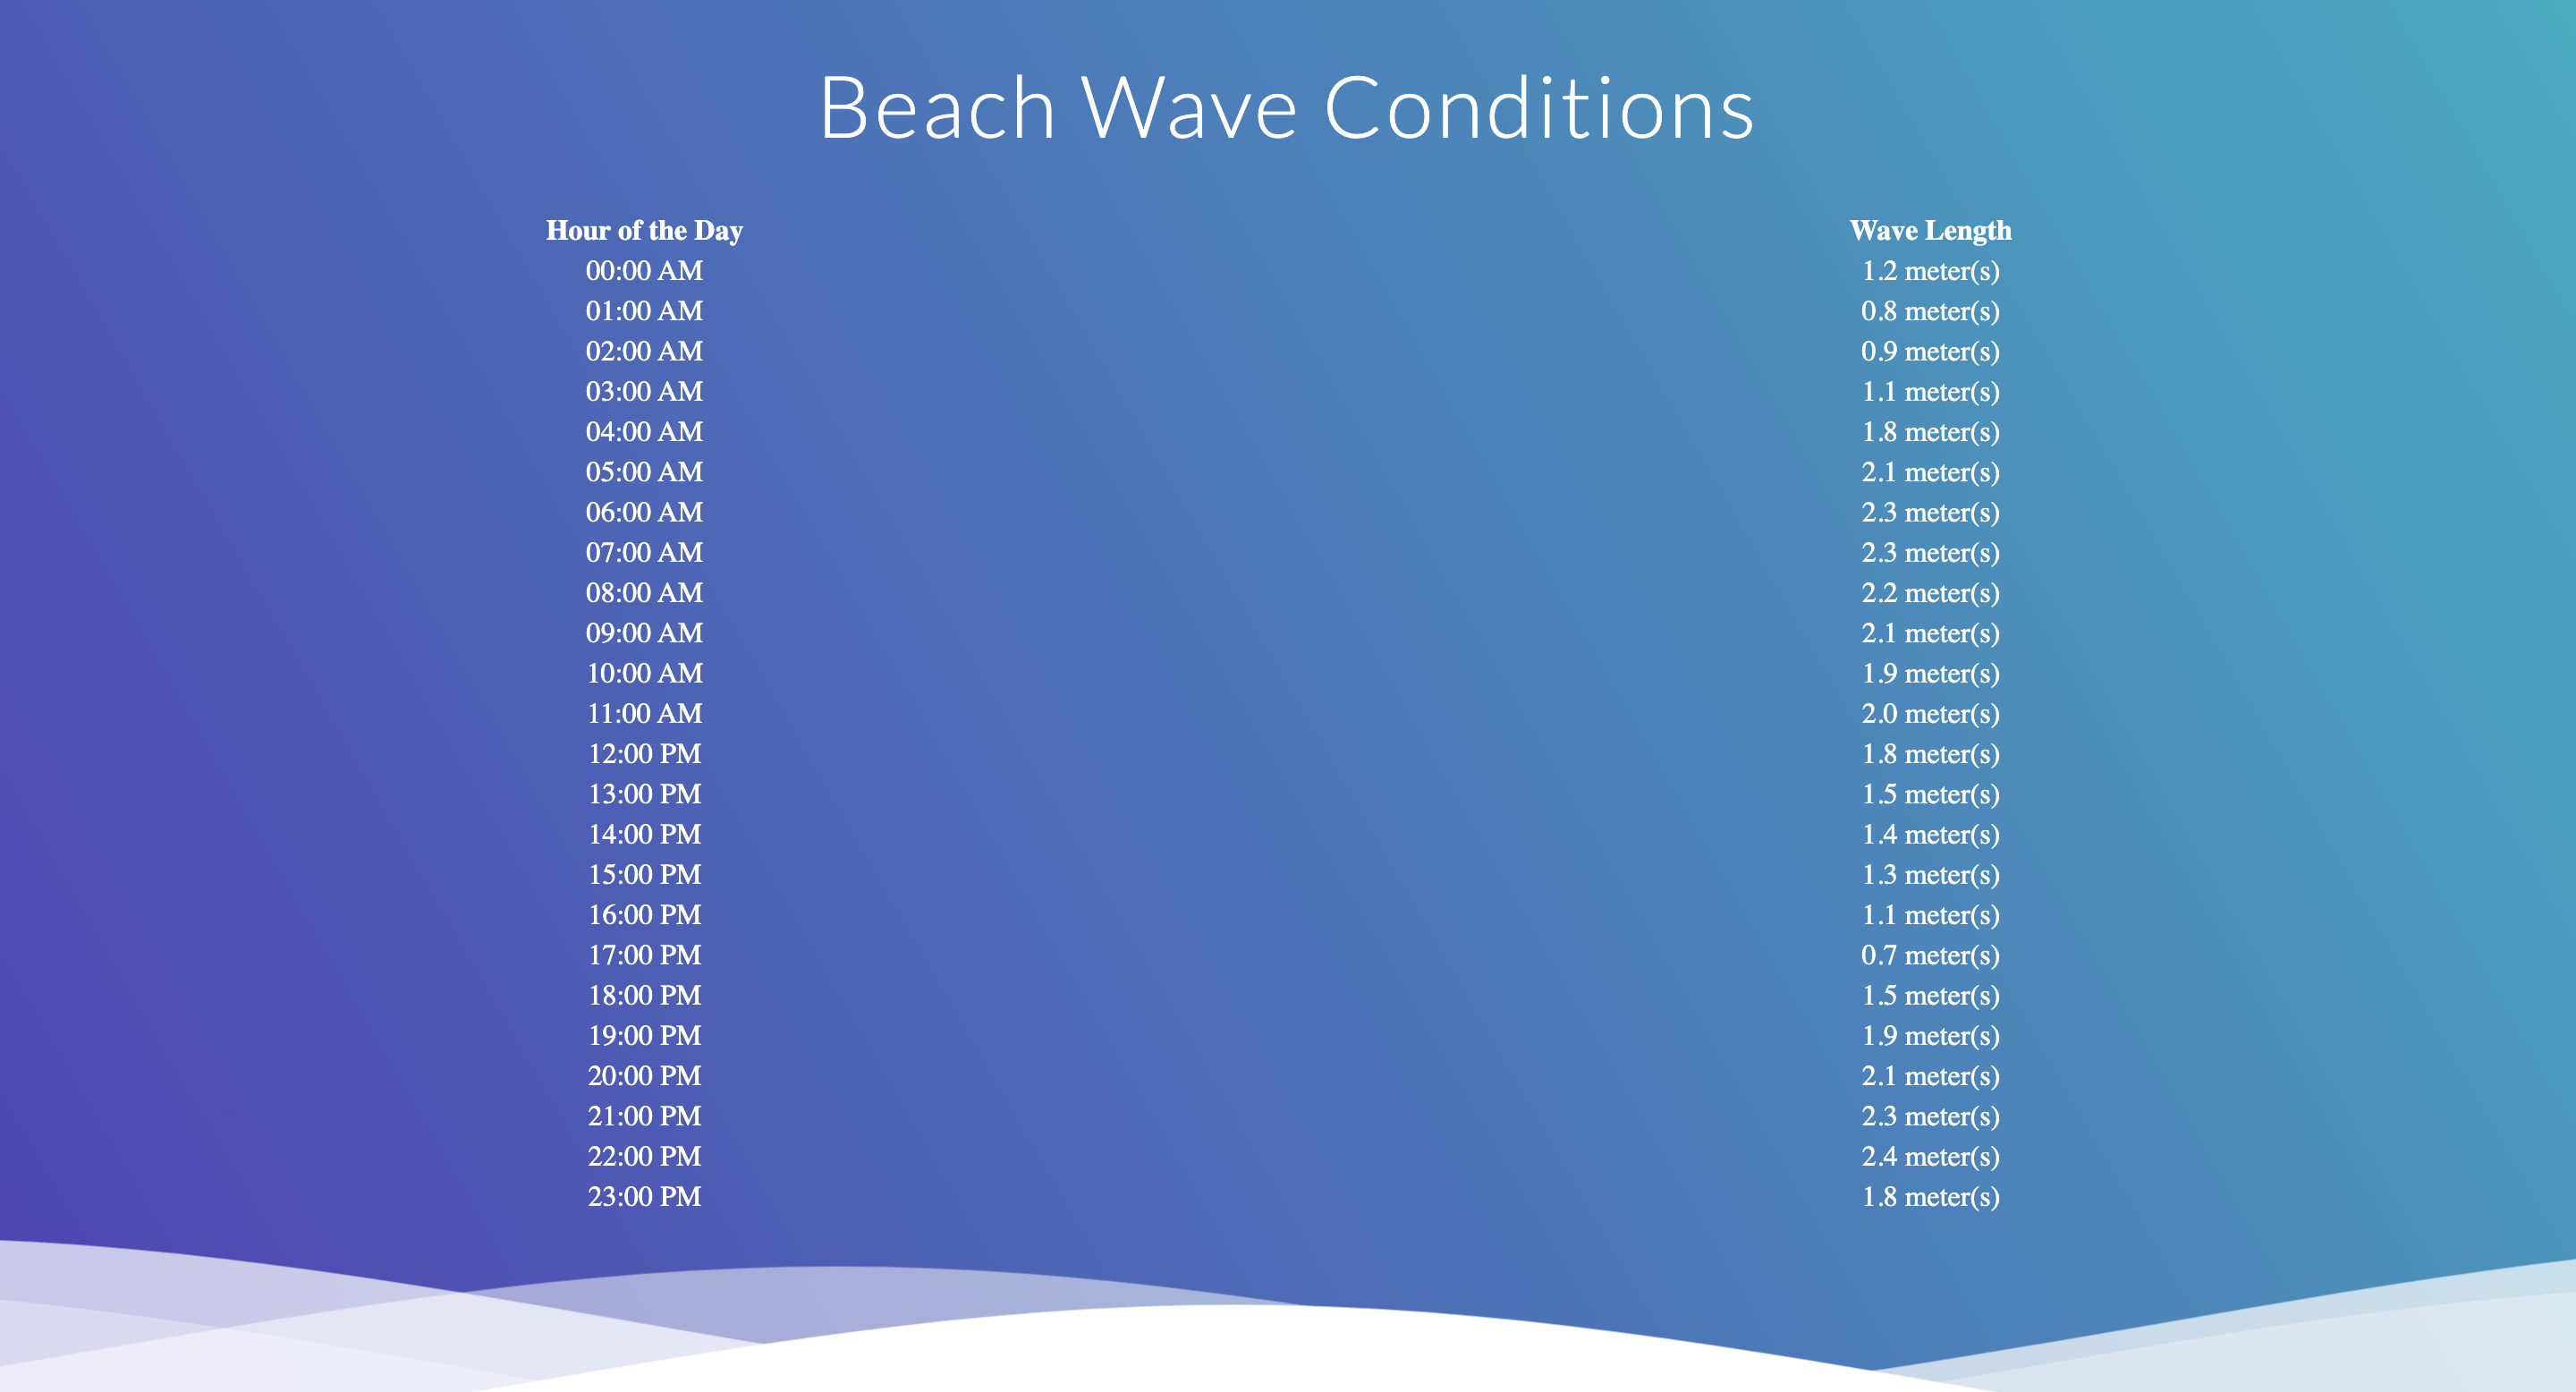 Beach Wave Conditions
Hour of the Day Wave Length
00:00 AM 1.2 meter(s)
01:00 AM 0.8 meter(s)
02:00 AM 0.9 meter(s)
03:00 AM 1.1 meter(s)
04:00 AM 1.8 meter(s)
05:00 AM 2.1 meter(s)
06:00 AM 2.3 meter(s)
07:00 AM 2.3 meter(s)
08:00 AM 2.2 meter(s)
09:00 AM 2.1 meter(s)
10:00 AM 1.9 meter(s)
11:00 AM 2.0 meter(s)
12:00 PM 1.8 meter(s)
13:00 PM 1.5 meter(s)
14:00 PM 1.4 meter(s)
15:00 PM 1.3 meter(s)
16:00 PM 1.1 meter(s)
17:00 PM 0.7 meter(s)
18:00 PM 1.5 meter(s)
19:00 PM 1.9 meter(s)
20:00 PM 2.1 meter(s)
21:00 PM 2.3 meter(s)
22:00 PM 2.4 meter(s)
23:00 PM 1.8 meter(s)